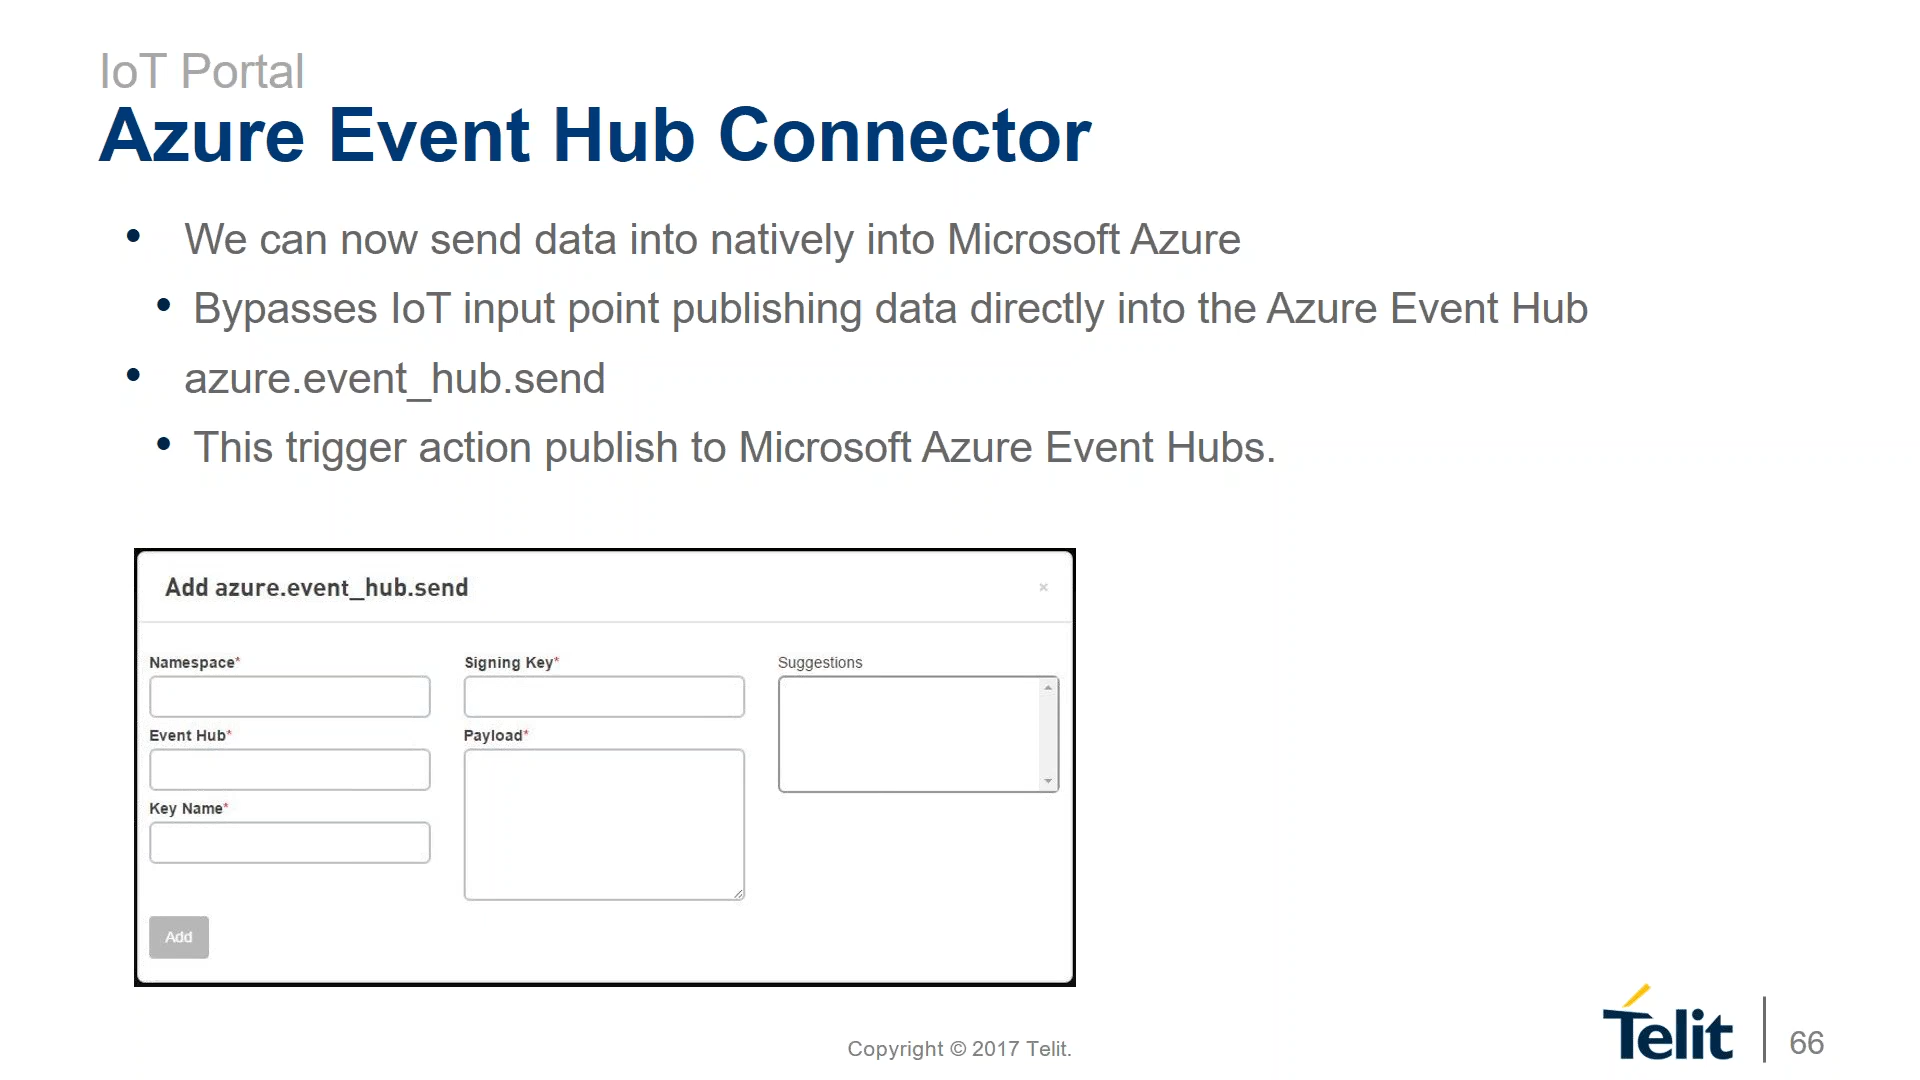 IoT Portal
Azure Event Hub Connector
• We can now send data into natively into Microsoft Azure
• Bypasses IoT input point publishing data directly into the Azure Event Hub
• azure.event_hub.send
• This trigger action publish to Microsoft Azure Event Hubs.
Add azure.event_hub.send ×
Namespace* Signing Key* Suggestions
Event Hub* Payload*
Key Name*
Add
Copyright © 2017 Telit.
Telit
66